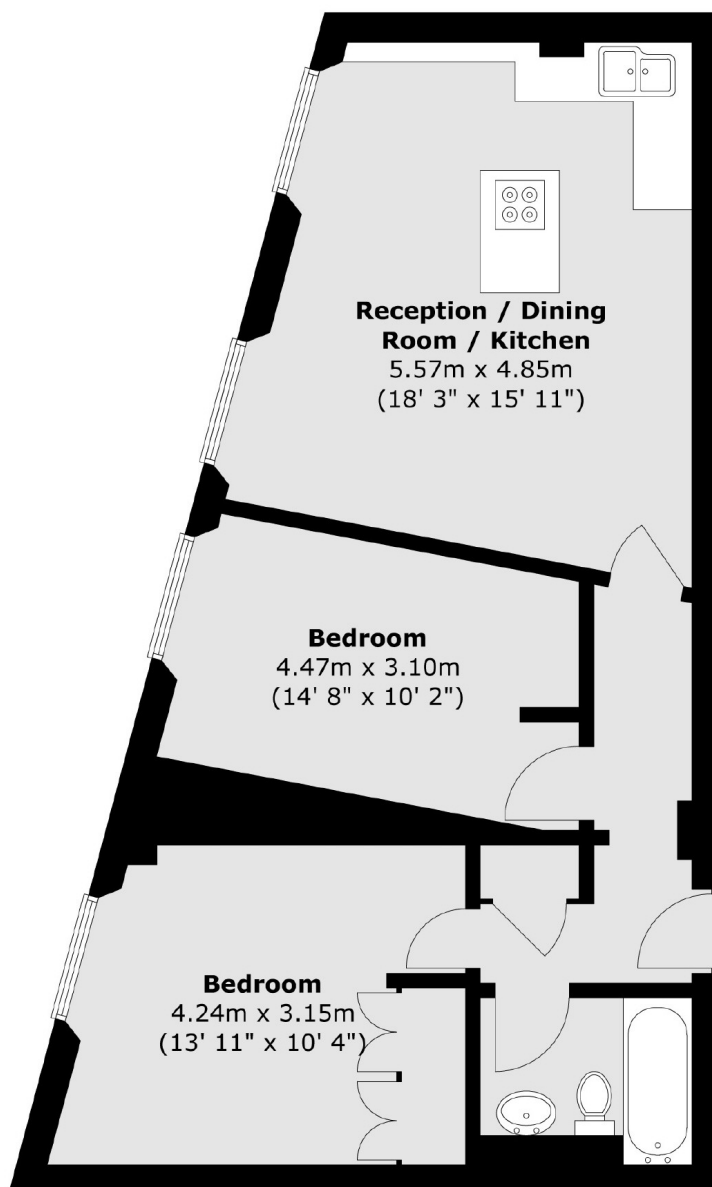 Reception / Dining
Room / Kitchen
5.57m x 4.85m
(18' 3" x 15' 11")
Bedroom
4.47m x 3.10m
(14' 8" x 10' 2")
Bedroom
4.24m x 3.15m
(13' 11" x 10' 4")